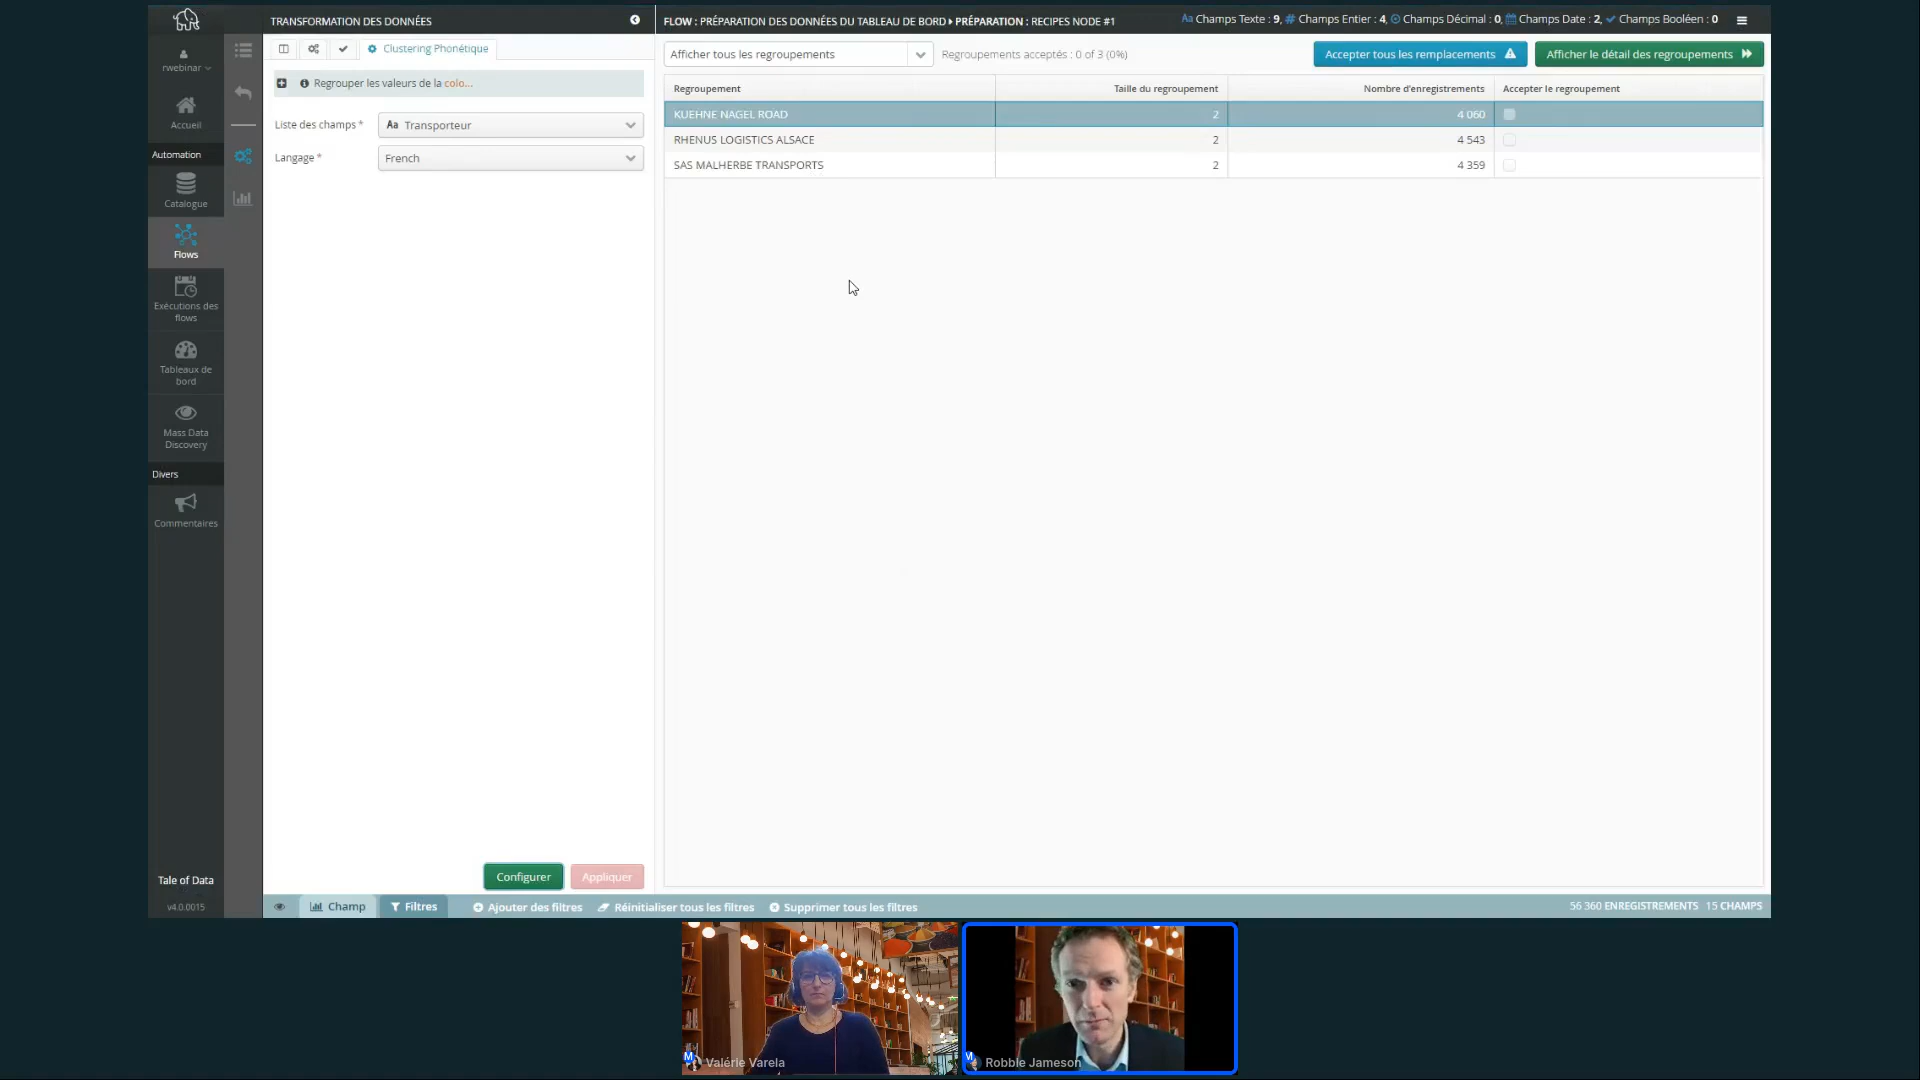 TRANSFORMATION DES DONNÉES
FLOW : PRÉPARATION DES DONNÉES DU TABLEAU DE BORD ▸ PRÉPARATION : RECIPES NODE #1
Aa Champs Texte : 9, # Champs Entier : 4, Champs Décimal : 0, Champs Date : 2, Champs Booléen : 0
rwebinar
Accueil
Automation
Catalogue
Flows
Exécutions des
flows
Tableaux de
bord
Mass Data
Discovery
Divers
Commentaires
Tale of Data
v4.0.0015
Clustering Phonétique
Regrouper les valeurs de la colo...
Liste des champs * Aa Transporteur
Langage * French
Configurer Appliquer
Afficher tous les regroupements Regroupements acceptés : 0 of 3 (0%) Accepter tous les remplacements Afficher le détail des regroupements
Regroupement Taille du regroupement Nombre d'enregistrements Accepter le regroupement
KUEHNE NAGEL ROAD 2 4 060
RHENUS LOGISTICS ALSACE 2 4 543
SAS MALHERBE TRANSPORTS 2 4 359
Champ Filtres Ajouter des filtres Réinitialiser tous les filtres Supprimer tous les filtres 56 360 ENREGISTREMENTS 15 CHAMPS
Valérie Varela
Robbie Jameson